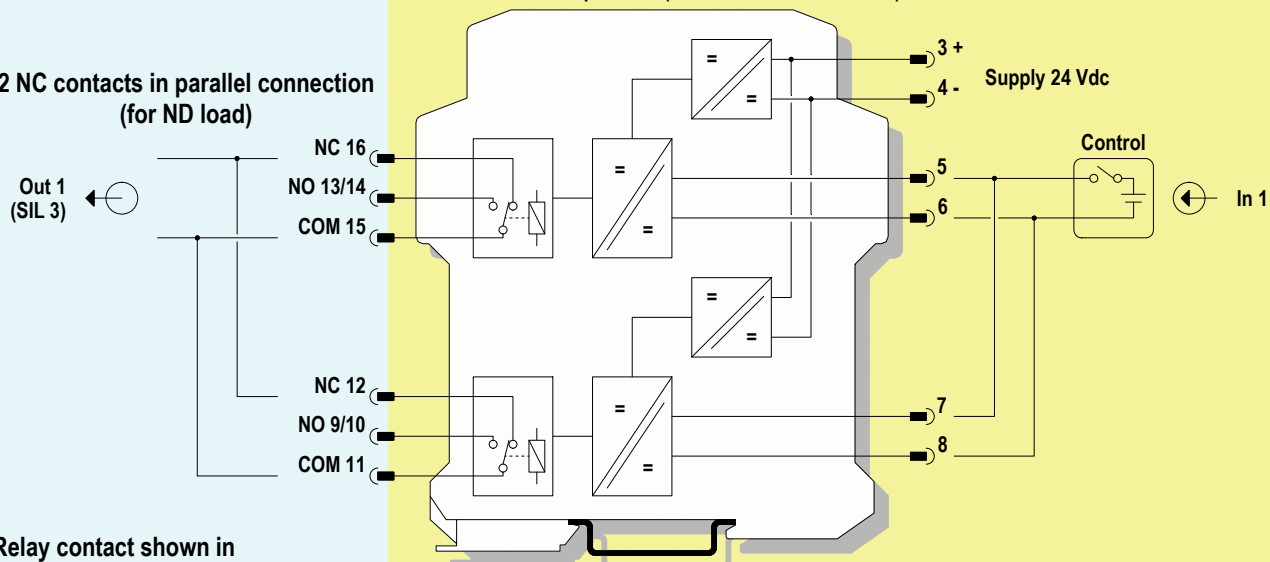 2 NC contacts in parallel connection
(for ND load)
3 +
4 -
Supply 24 Vdc
=
=
NC 16
NO 13/14
COM 15
Out 1
(SIL 3)
=
=
5
6
Control
In 1
=
=
NC 12
NO 9/10
COM 11
=
=
7
8
Relay contact shown in